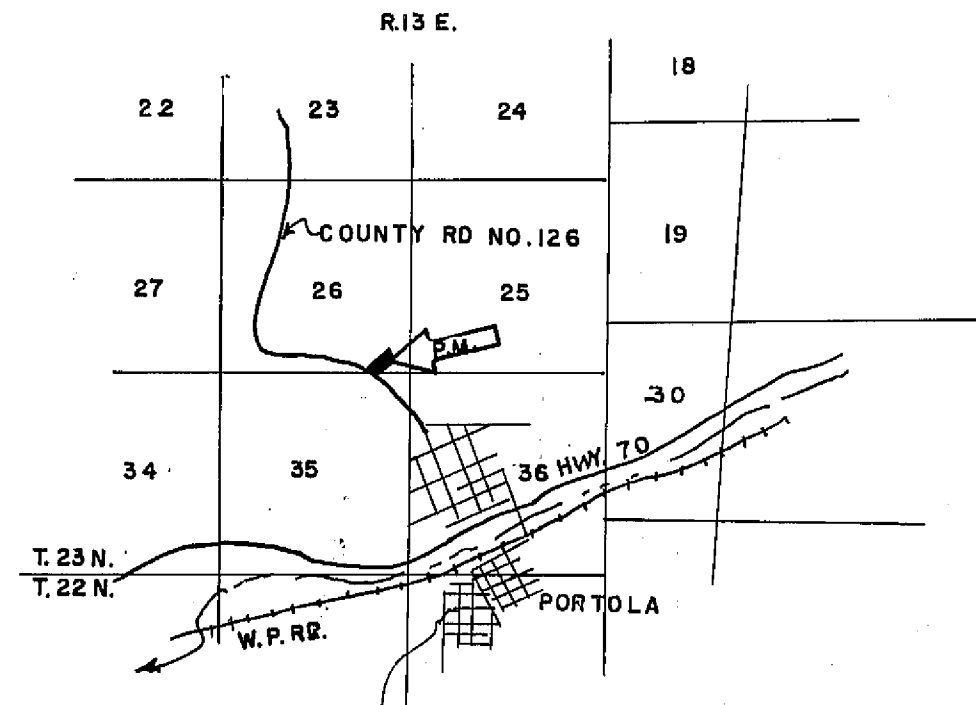 R.13 E.
18
22
23
24
COUNTY RD NO. 126
19
27
26
25
P.M.
30
34
35
36
HWY. 70
T. 23 N.
T. 22 N.
PORTOLA
W. P. RR.